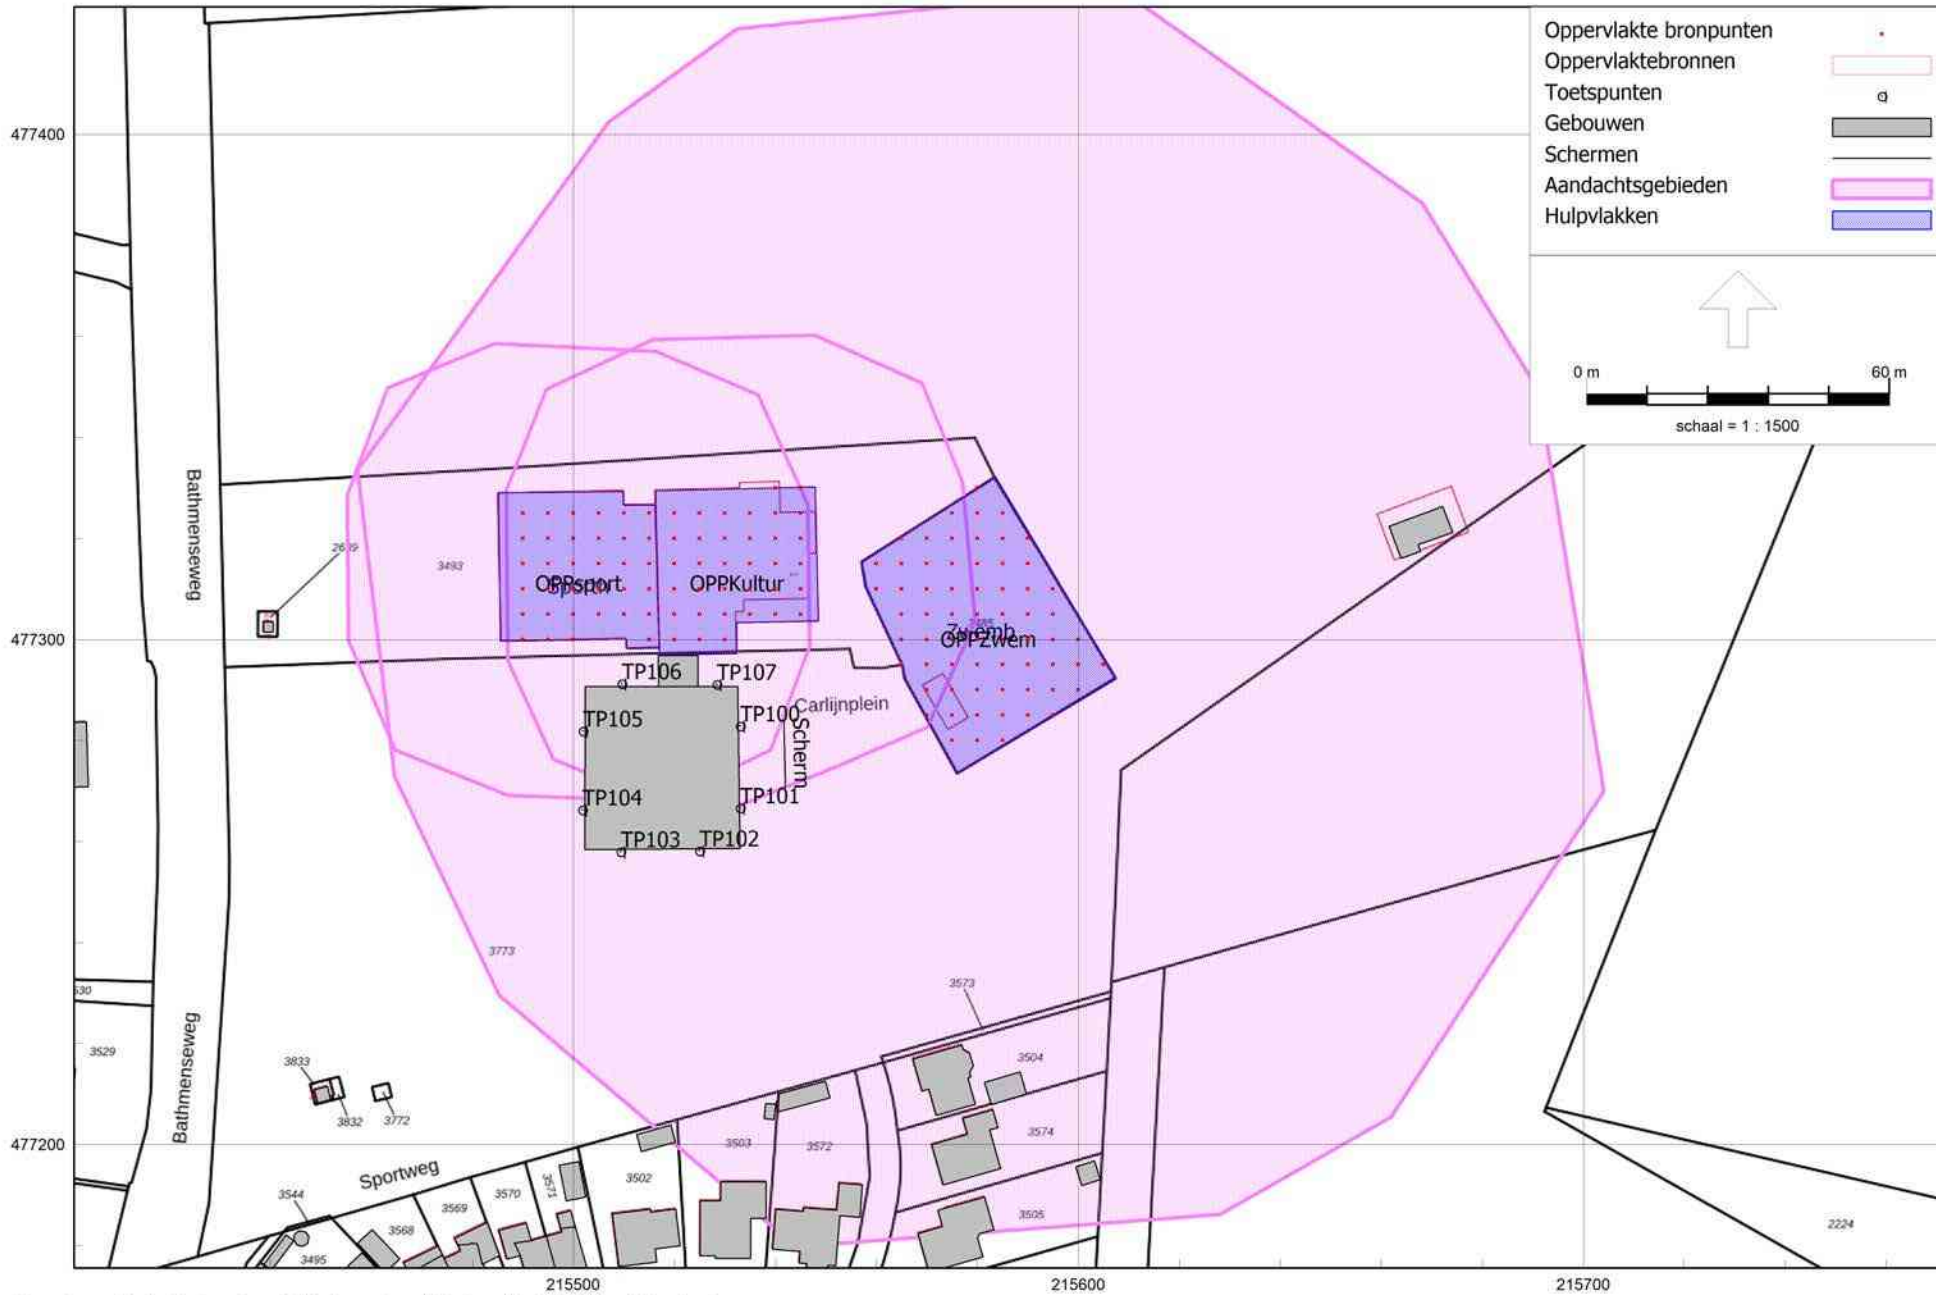 Oppervlakte bronpunten
Oppervlaktebronnen
Toetspunten
Gebouwen
Schermen
Aandachtsgebieden
Hulpvlakken
0 m
60 m
schaal = 1 : 1500
477400
477300
477200
215500
215600
215700
Bathmenseweg
Bathmenseweg
3493
OPPsport
OPPKultur
OPPZwem
TP106
TP107
TP105
TP100
Carlijnplein
Scherm
TP104
TP101
TP103
TP102
3773
3573
3529
3833
3832
3772
3504
3574
3503
3572
3505
Sportweg
3544
3495
3568
3569
3570
3571
3502
2224